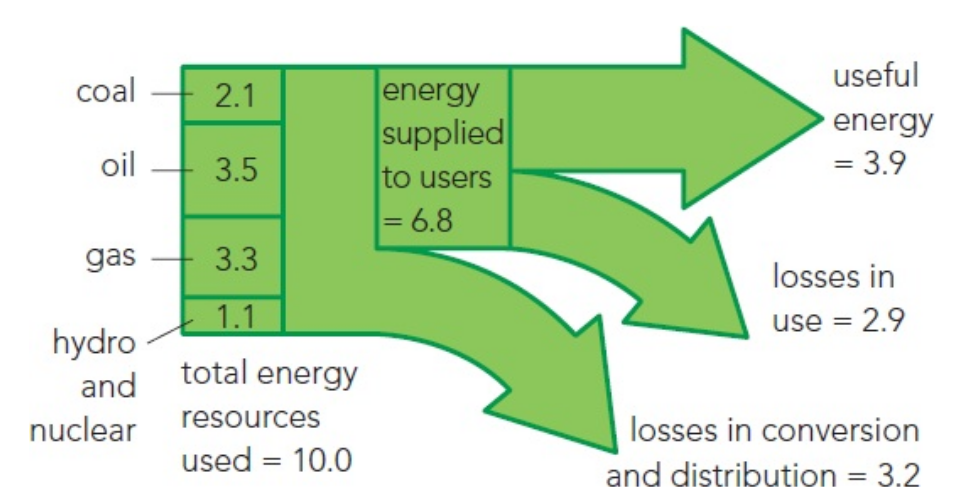 coal
2.1
oil
3.5
gas
3.3
hydro
and
nuclear
1.1
total energy
resources
used = 10.0
energy
supplied
to users
= 6.8
useful
energy
= 3.9
losses in
use = 2.9
losses in conversion
and distribution = 3.2